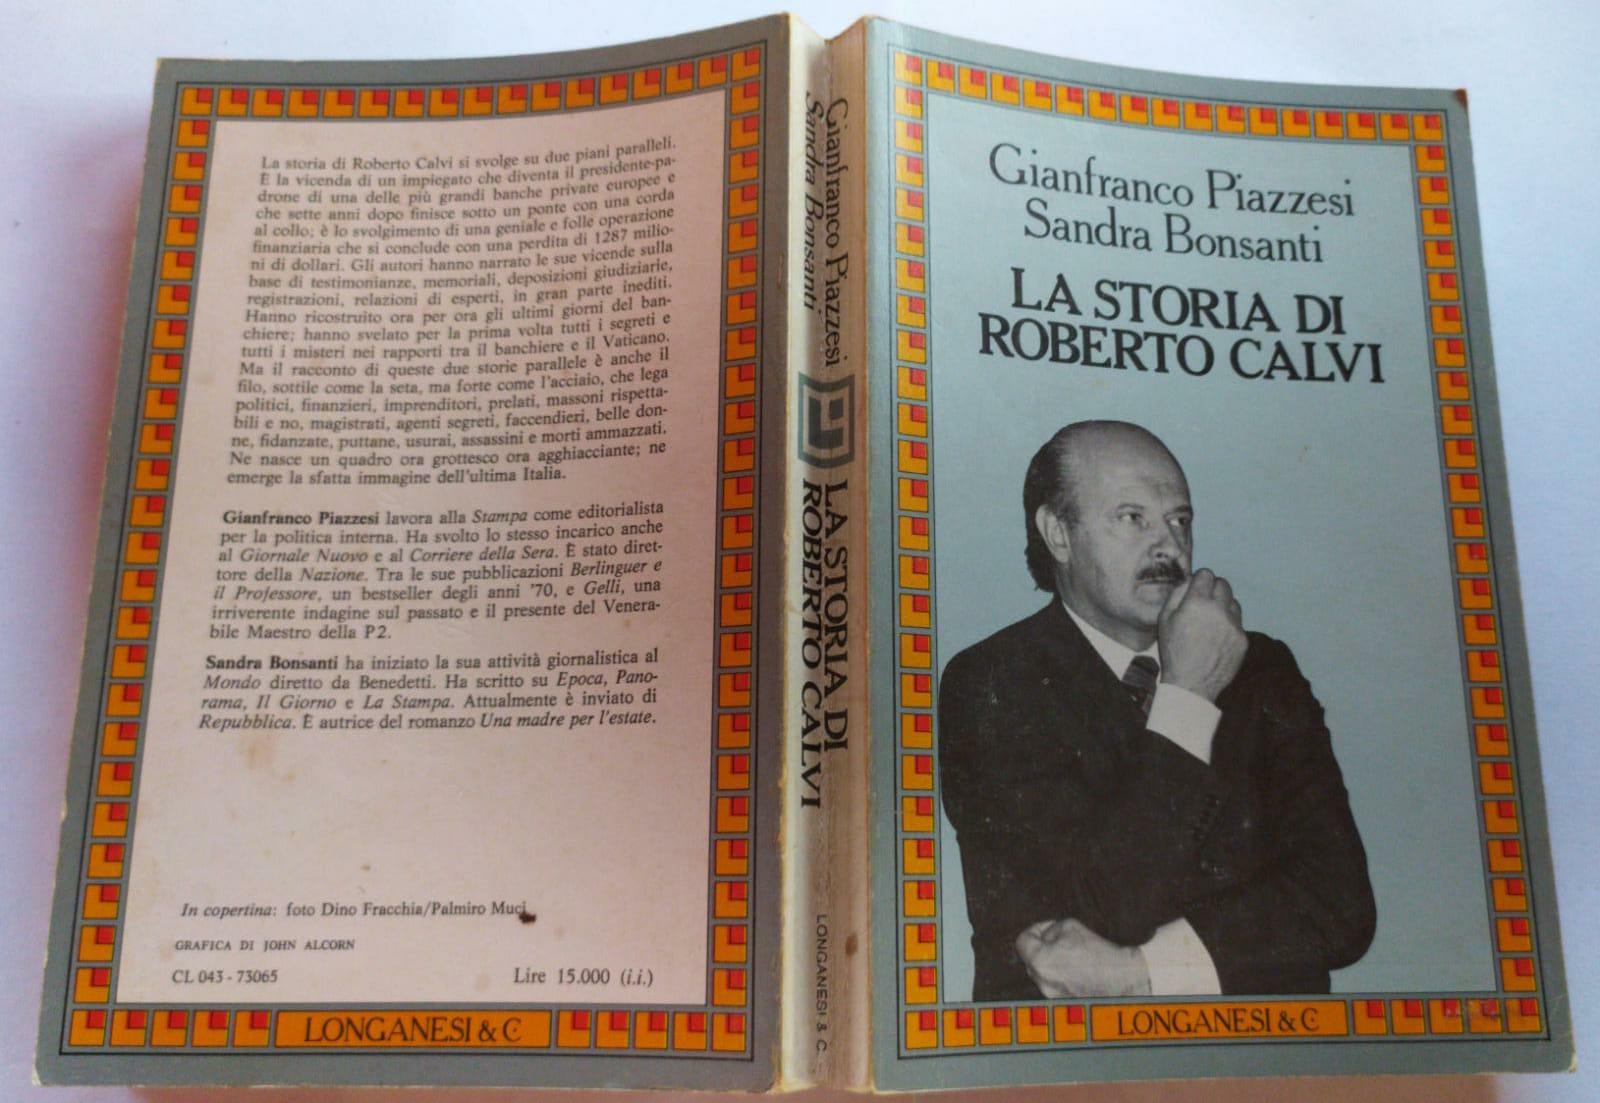 La storia di Roberto Calvi si svolge su due piani paralleli.
È la vicenda di un impiegato che diventa il presidente-pa-
drone di una delle più grandi banche private europee e
che sette anni dopo finisce sotto un ponte con una corda
al collo; è lo svolgimento di una geniale e folle operazione
finanziaria che si conclude con una perdita di 1287 milio-
ni di dollari. Gli autori hanno narrato le sue vicende sulla
base di testimonianze, memoriali, deposizioni giudiziarie,
registrazioni, relazioni di esperti, in gran parte inediti.
Hanno ricostruito ora per ora gli ultimi giorni del ban-
chiere; hanno svelato per la prima volta tutti i segreti e
tutti i misteri nei rapporti tra il banchiere e il Vaticano.
Ma il racconto di queste due storie parallele è anche il
filo, sottile come la seta, ma forte come l'acciaio, che lega
politici, finanzieri, imprenditori, prelati, massoni rispetta-
bili e no, magistrati, agenti segreti, faccendieri, belle don-
ne, fidanzate, puttane, usurai, assassini e morti ammazzati.
Ne nasce un quadro ora grottesco ora agghiacciante; ne
emerge la sfatta immagine dell'ultima Italia.
Gianfranco Piazzesi lavora alla Stampa come editorialista
per la politica interna. Ha svolto lo stesso incarico anche
al Giornale Nuovo e al Corriere della Sera. È stato diret-
tore della Nazione. Tra le sue pubblicazioni Berlinguer e
il Professore, un bestseller degli anni '70, e Gelli, una
irriverente indagine sul passato e il presente del Venera-
bile Maestro della P2.
Sandra Bonsanti ha iniziato la sua attività giornalistica al
Mondo diretto da Benedetti. Ha scritto su Epoca, Pano-
rama, Il Giorno e La Stampa. Attualmente è inviato di
Repubblica. È autrice del romanzo Una madre per l'estate.
In copertina: foto Dino Fracchia/Palmiro Muci
GRAFICA DI JOHN ALCORN
CL 043 - 73065 Lire 15.000 (i.i.)
LONGANESI & C
Gianfranco Piazzesi
Sandra Bonsanti
LA STORIA DI
ROBERTO CALVI
LONGANESI & C.
Gianfranco Piazzesi
Sandra Bonsanti
LA STORIA DI
ROBERTO CALVI
LONGANESI & C